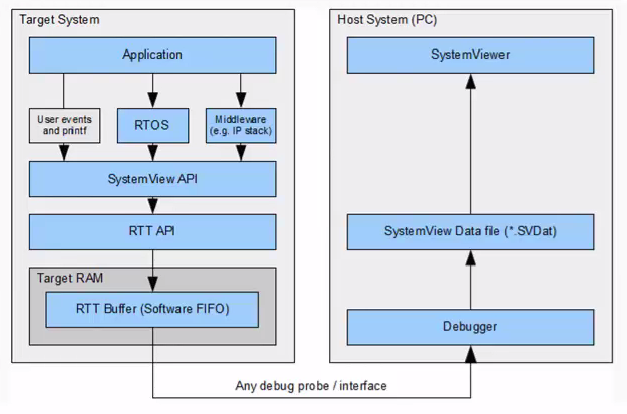 Target System
Application
User events
and printf
RTOS
Middleware
(e.g. IP stack)
SystemView API
RTT API
Target RAM
RTT Buffer (Software FIFO)
Any debug probe / interface
Host System (PC)
SystemViewer
SystemView Data file (*.SVDat)
Debugger